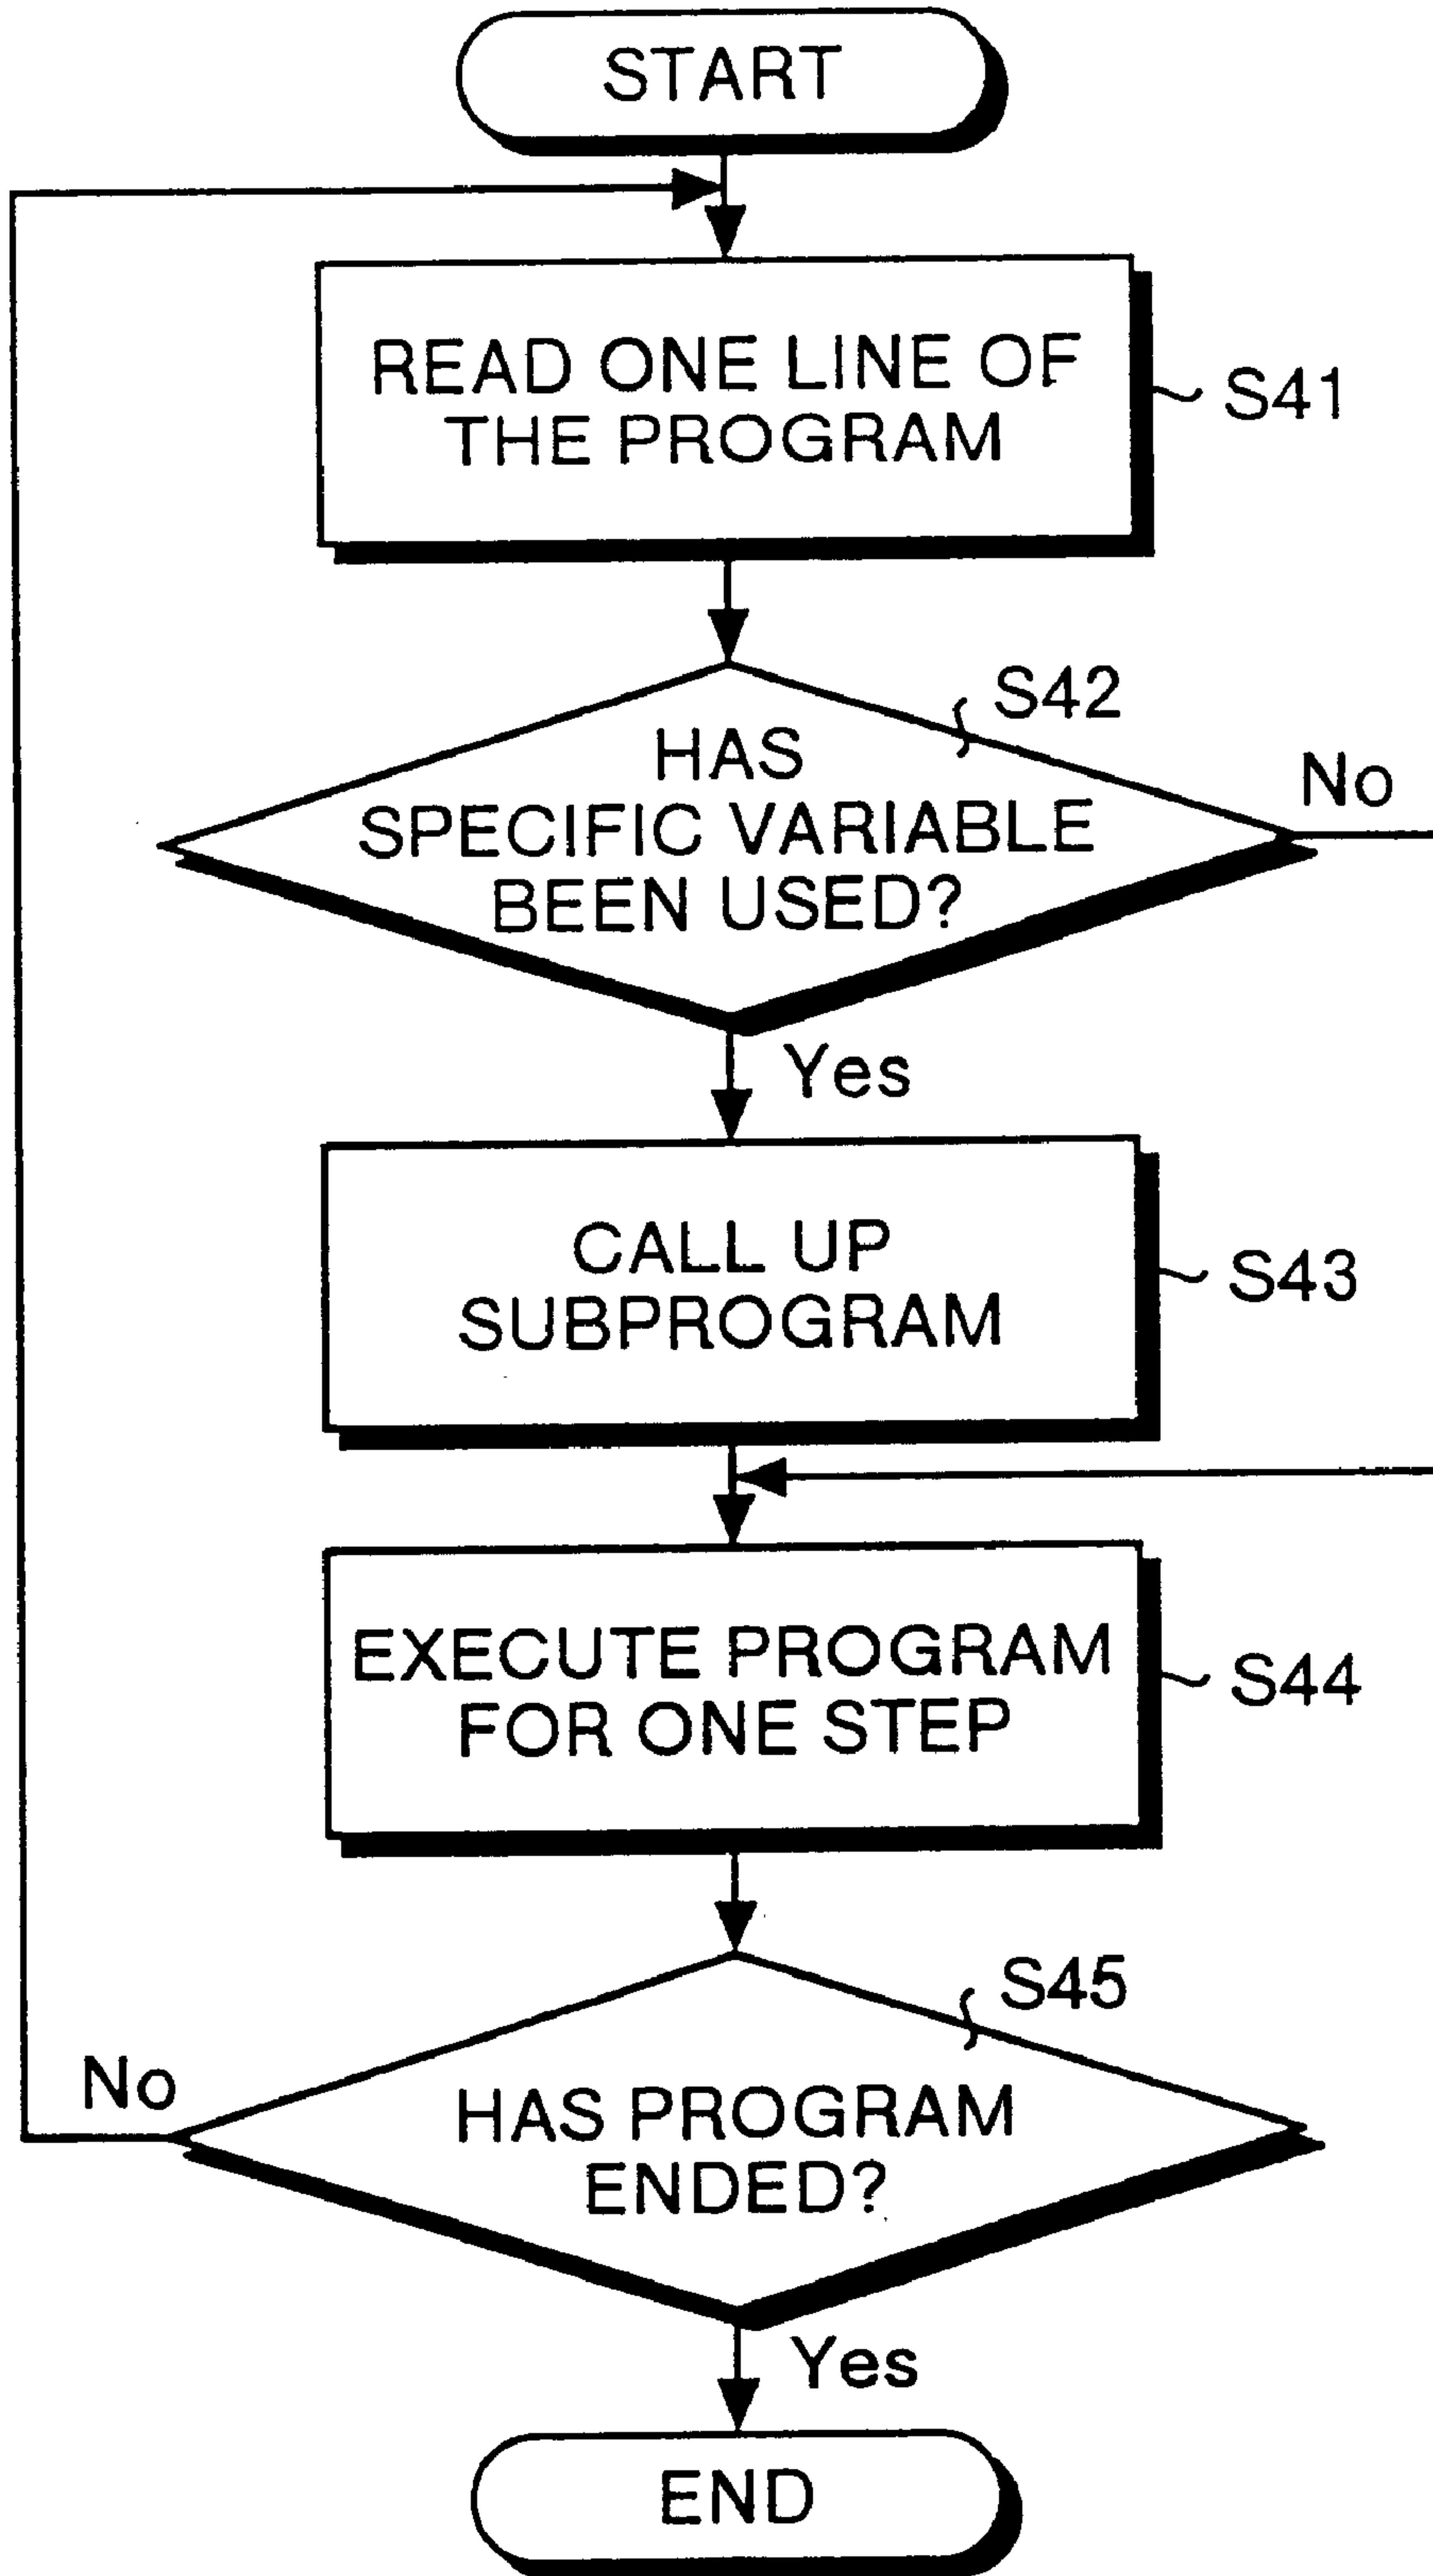 START
READ ONE LINE OF
THE PROGRAM
S41
S42
HAS
SPECIFIC VARIABLE
BEEN USED?
No
Yes
CALL UP
SUBPROGRAM
S43
EXECUTE PROGRAM
FOR ONE STEP
S44
S45
No
HAS PROGRAM
ENDED?
Yes
END